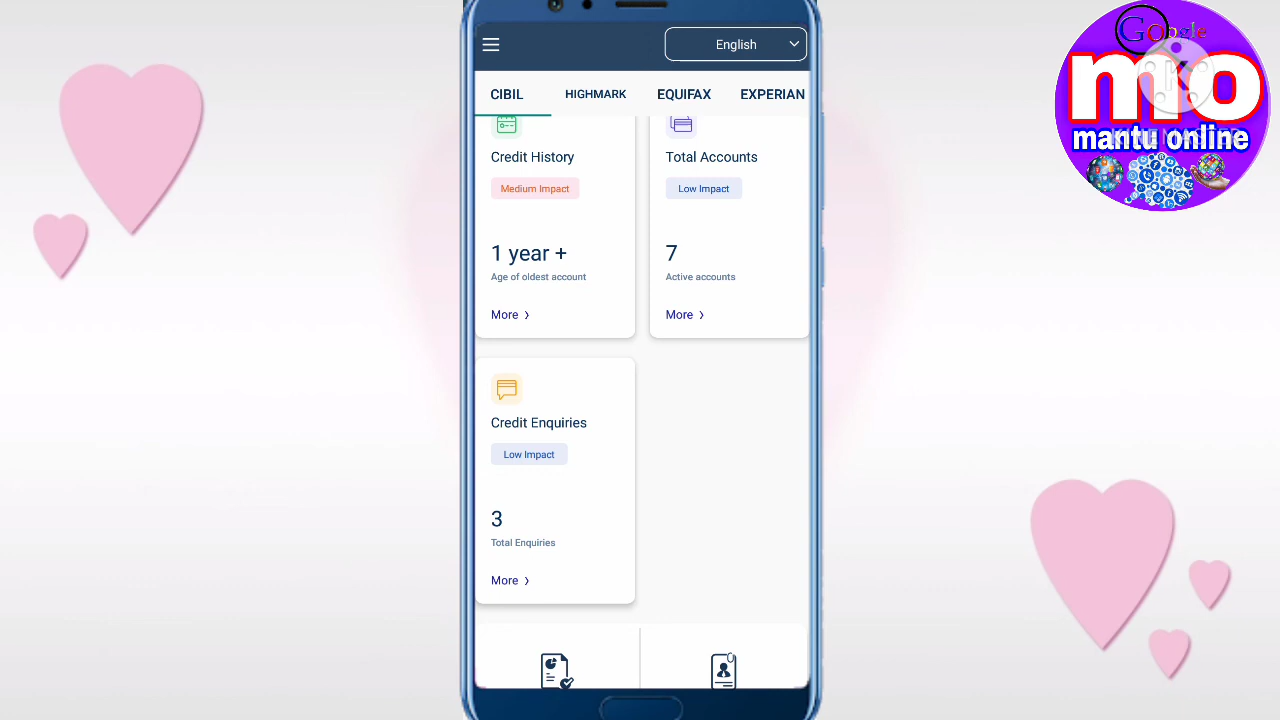 English
CIBIL
HIGHMARK
EQUIFAX
EXPERIAN
Credit History
Medium Impact
1 year +
Age of oldest account
More
Total Accounts
Low Impact
7
Active accounts
More
Credit Enquiries
Low Impact
3
Total Enquiries
More
Google
mo
mantu online
K